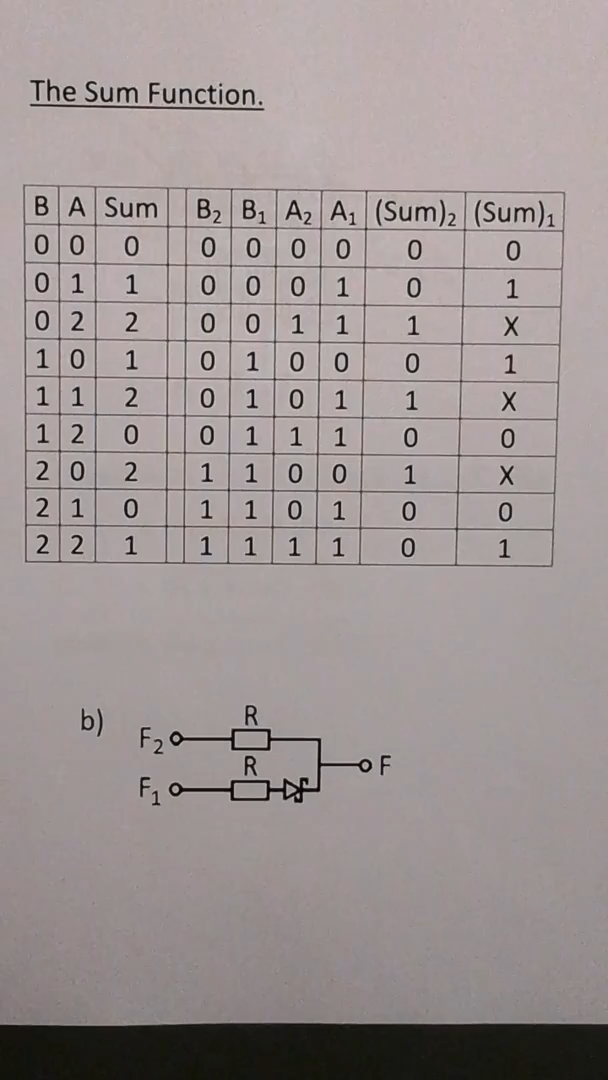 The Sum Function.
B A Sum B₂ B₁ A₂ A₁ (Sum)₂ (Sum)₁
0 0 0 0 0 0 0 0 0
0 1 1 0 0 0 1 0 1
0 2 2 0 0 1 1 1 X
1 0 1 0 1 0 0 0 1
1 1 2 0 1 0 1 1 X
1 2 0 0 1 1 1 0 0
2 0 2 1 1 0 0 1 X
2 1 0 1 1 0 1 0 0
2 2 1 1 1 1 1 0 1
b)
R
F₂
R
F
F₁